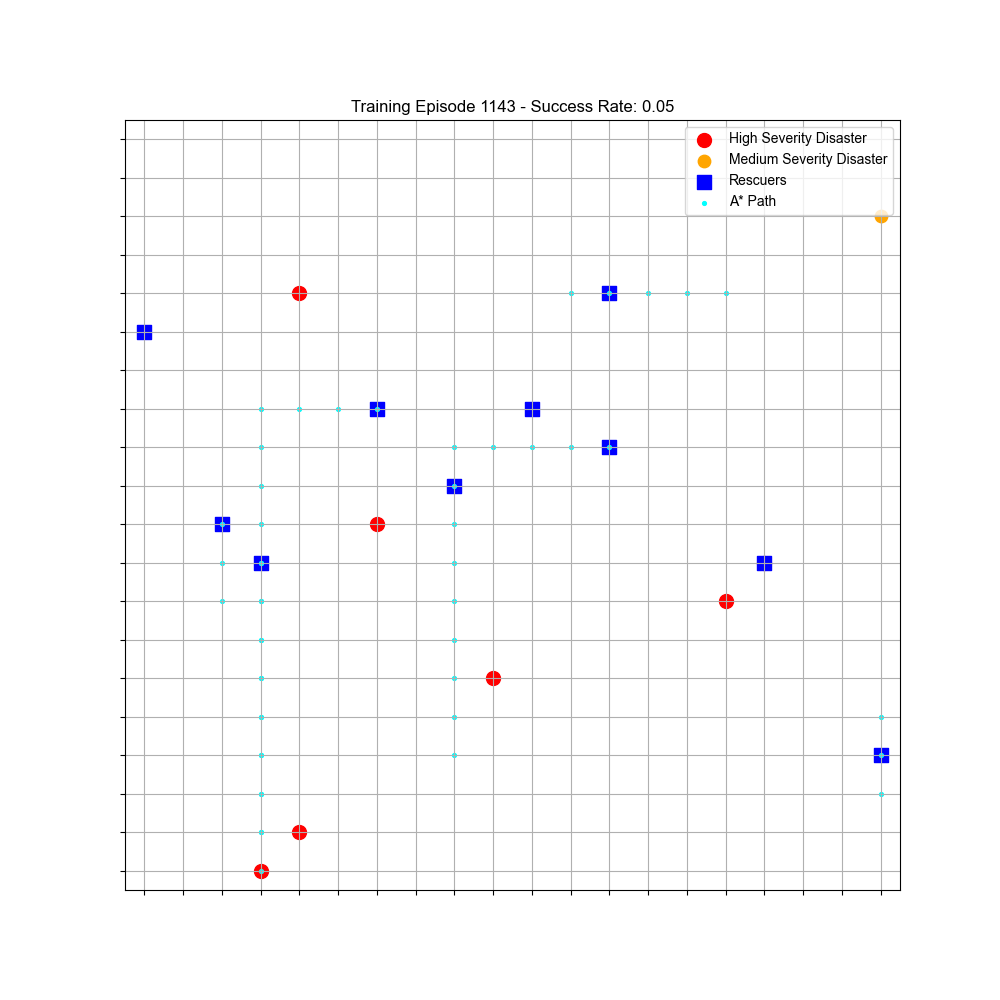 Training Episode 1143 - Success Rate: 0.05
High Severity Disaster
Medium Severity Disaster
Rescuers
A* Path